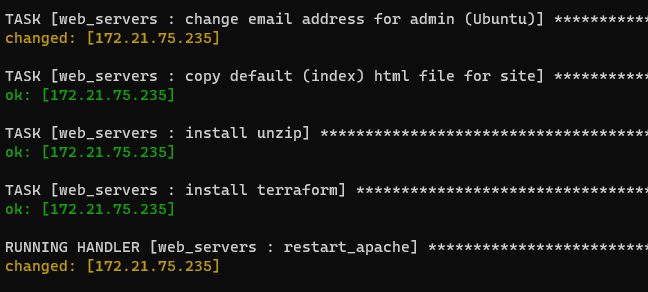 TASK [web_servers : change email address for admin (Ubuntu)] ***********
changed: [172.21.75.235]
TASK [web_servers : copy default (index) html file for site] ***********
ok: [172.21.75.235]
TASK [web_servers : install unzip] *************************************
ok: [172.21.75.235]
TASK [web_servers : install terraform] *********************************
ok: [172.21.75.235]
RUNNING HANDLER [web_servers : restart_apache] *************************
changed: [172.21.75.235]